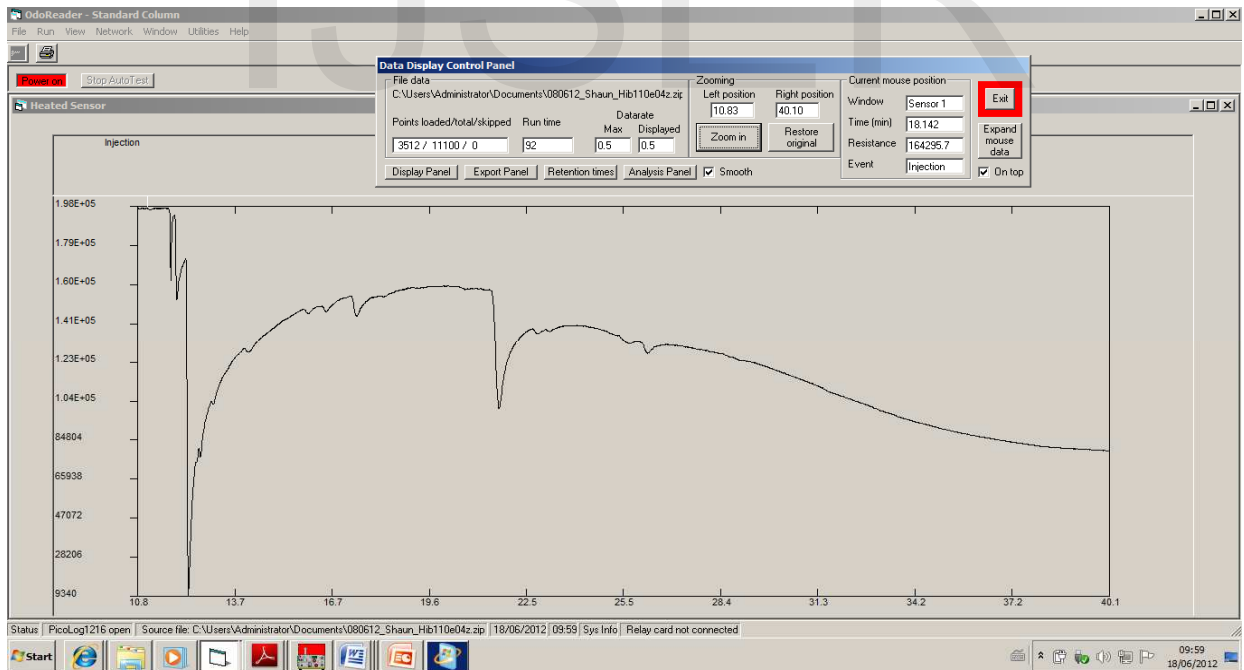 IJSER
OdoReader - Standard Column
File Run View Network Window Utilities Help
Power on Stop AutoTest
Heated Sensor
Injection
Data Display Control Panel
File data
C:\Users\Administrator\Documents\080612_Shaun_Hib110e04z.zip
Points loaded/total/skipped Run time Datarate
Max Displayed
3512 / 11100 / 0 92 0.5 0.5
Zooming
Left position Right position
10.83 40.10
Zoom in Restore original
Current mouse position
Window Sensor 1
Time (min) 18.142
Resistance 164295.7
Event Injection
Exit
Expand
mouse
data
On top
Display Panel Export Panel Retention times Analysis Panel Smooth
1.98E+05
1.79E+05
1.60E+05
1.41E+05
1.23E+05
1.04E+05
84804
65938
47072
28206
9340
10.8 13.7 16.7 19.6 22.5 25.5 28.4 31.3 34.2 37.2 40.1
Status PicoLog1216 open Source file: C:\Users\Administrator\Documents\080612_Shaun_Hib110e04z.zip 18/06/2012 09:59 Sys Info Relay card not connected
Start 09:59
18/06/2012